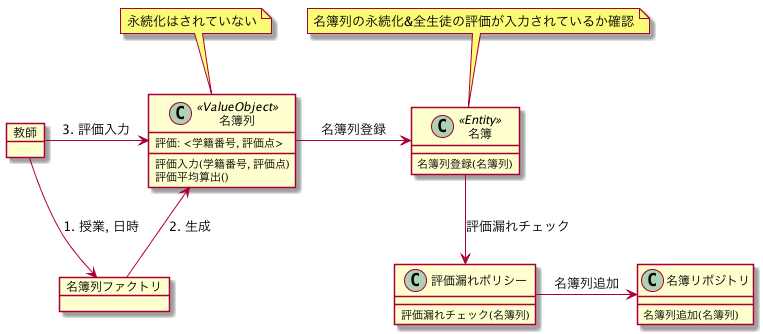 永続化はされていない
名簿列の永続化&全生徒の評価が入力されているか確認
教師
3. 評価入力
C
«ValueObject»
名簿列
評価: <学籍番号, 評価点>
評価入力(学籍番号, 評価点)
評価平均算出()
名簿列登録
C
«Entity»
名簿
名簿列登録(名簿列)
1. 授業, 日時
2. 生成
評価漏れチェック
名簿列ファクトリ
C 評価漏れポリシー
評価漏れチェック(名簿列)
名簿列追加
C 名簿リポジトリ
名簿列追加(名簿列)